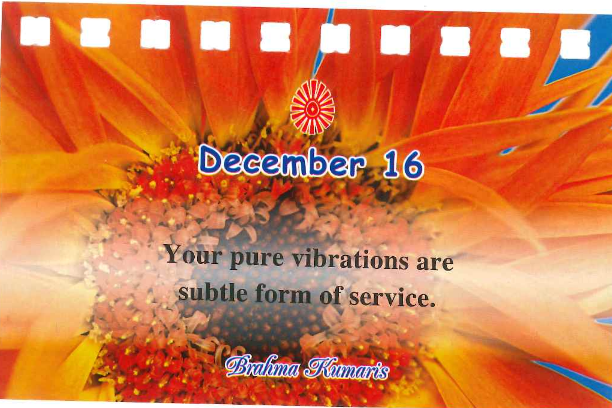 December 16
Your pure vibrations are
subtle form of service.
Brahma Kumaris